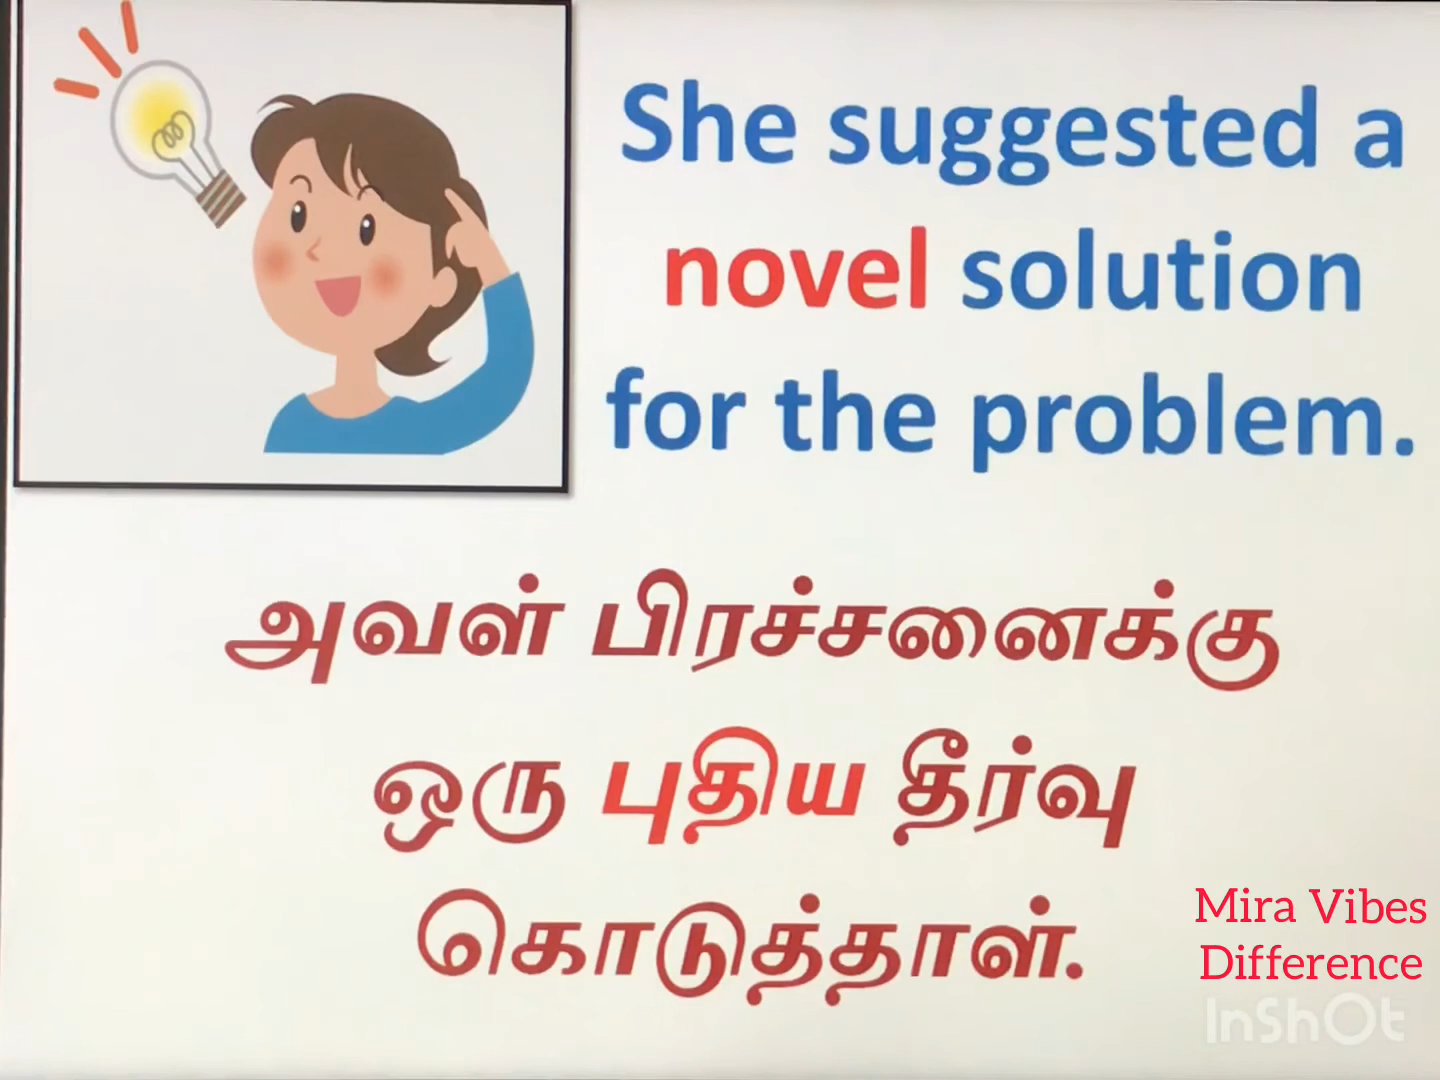 She suggested a
novel solution
for the problem.
அவள் பிரச்சனைக்கு
ஒரு புதிய தீர்வு
கொடுத்தாள்.
Mira Vibes
Difference
InShOt